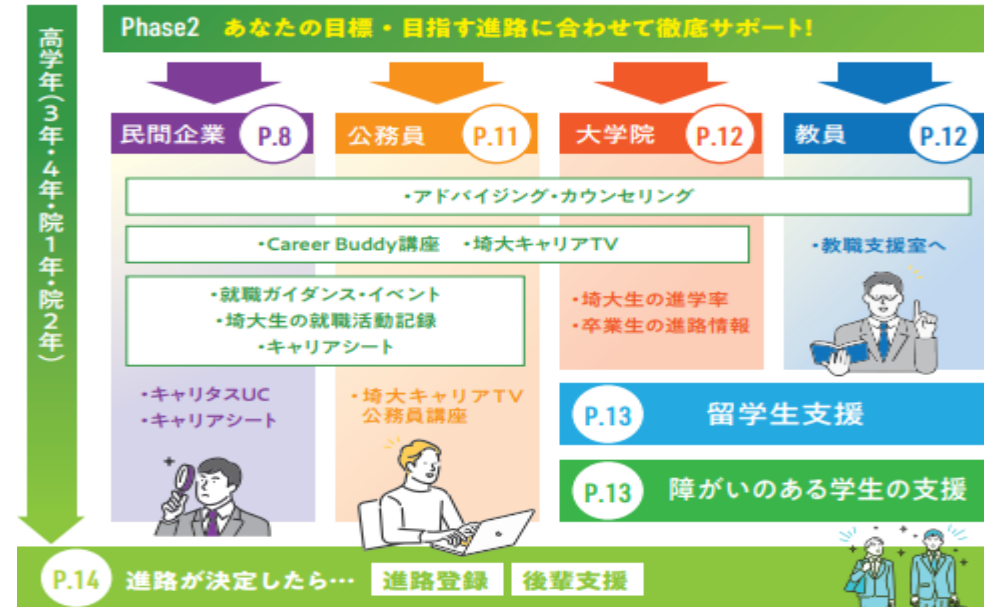 高学年(3年・4年・院1年・院2年)
Phase2 あなたの目標・目指す進路に合わせて徹底サポート!
民間企業 P.8
公務員 P.11
大学院 P.12
教員 P.12
・アドバイジング・カウンセリング
・Career Buddy講座 ・埼大キャリアTV
・就職ガイダンス・イベント
・埼大生の就職活動記録
・キャリアシート
・キャリタスUC
・キャリアシート
・埼大キャリアTV
公務員講座
・埼大生の進学率
・卒業生の進路情報
・教職支援室へ
P.13 留学生支援
P.13 障がいのある学生の支援
P.14 進路が決定したら… 進路登録 後輩支援